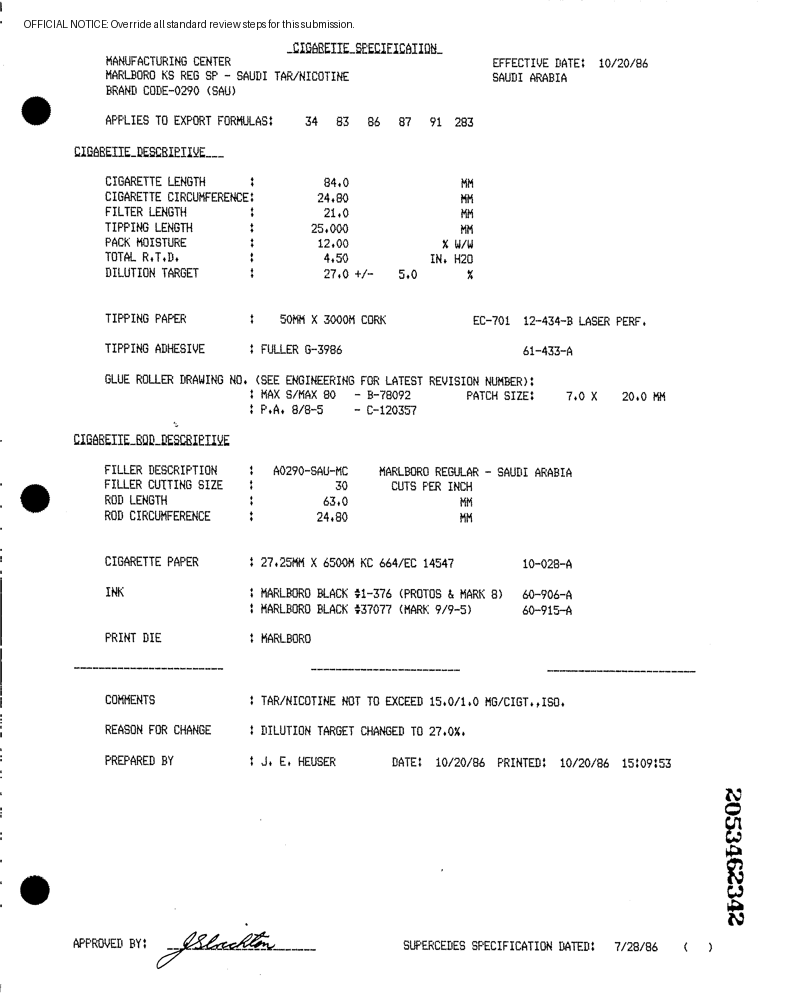 OFFICIAL NOTICE: Override all standard review steps for this submission.
CIGARETTE SPECIFICATION
MANUFACTURING CENTER EFFECTIVE DATE: 10/20/86
MARLBORO KS REG SP - SAUDI TAR/NICOTINE SAUDI ARABIA
BRAND CODE-0290 (SAU)
APPLIES TO EXPORT FORMULAS: 34 83 86 87 91 283
CIGARETTE DESCRIPTIVE
CIGARETTE LENGTH : 84.0 MM
CIGARETTE CIRCUMFERENCE: 24.80 MM
FILTER LENGTH : 21.0 MM
TIPPING LENGTH : 25.000 MM
PACK MOISTURE : 12.00 % W/W
TOTAL R.T.D. : 4.50 IN. H2O
DILUTION TARGET : 27.0 +/- 5.0 %
TIPPING PAPER : 50MM X 3000M CORK EC-701 12-434-B LASER PERF.
TIPPING ADHESIVE : FULLER G-3986 61-433-A
GLUE ROLLER DRAWING NO. (SEE ENGINEERING FOR LATEST REVISION NUMBER):
: MAX S/MAX 80 - B-78092 PATCH SIZE: 7.0 X 20.0 MM
: P.A. 8/8-5 - C-120357
CIGARETTE ROD DESCRIPTIVE
FILLER DESCRIPTION : A0290-SAU-MC MARLBORO REGULAR - SAUDI ARABIA
FILLER CUTTING SIZE : 30 CUTS PER INCH
ROD LENGTH : 63.0 MM
ROD CIRCUMFERENCE : 24.80 MM
CIGARETTE PAPER : 27.25MM X 6500M KC 664/EC 14547 10-028-A
INK : MARLBORO BLACK #1-376 (PROTOS & MARK 8) 60-906-A
: MARLBORO BLACK #37077 (MARK 9/9-5) 60-915-A
PRINT DIE : MARLBORO
COMMENTS : TAR/NICOTINE NOT TO EXCEED 15.0/1.0 MG/CIGT.,ISO.
REASON FOR CHANGE : DILUTION TARGET CHANGED TO 27.0%.
PREPARED BY : J. E. HEUSER DATE: 10/20/86 PRINTED: 10/20/86 15:09:53
2053462342
APPROVED BY: SUPERCEDES SPECIFICATION DATED: 7/28/86 ( )